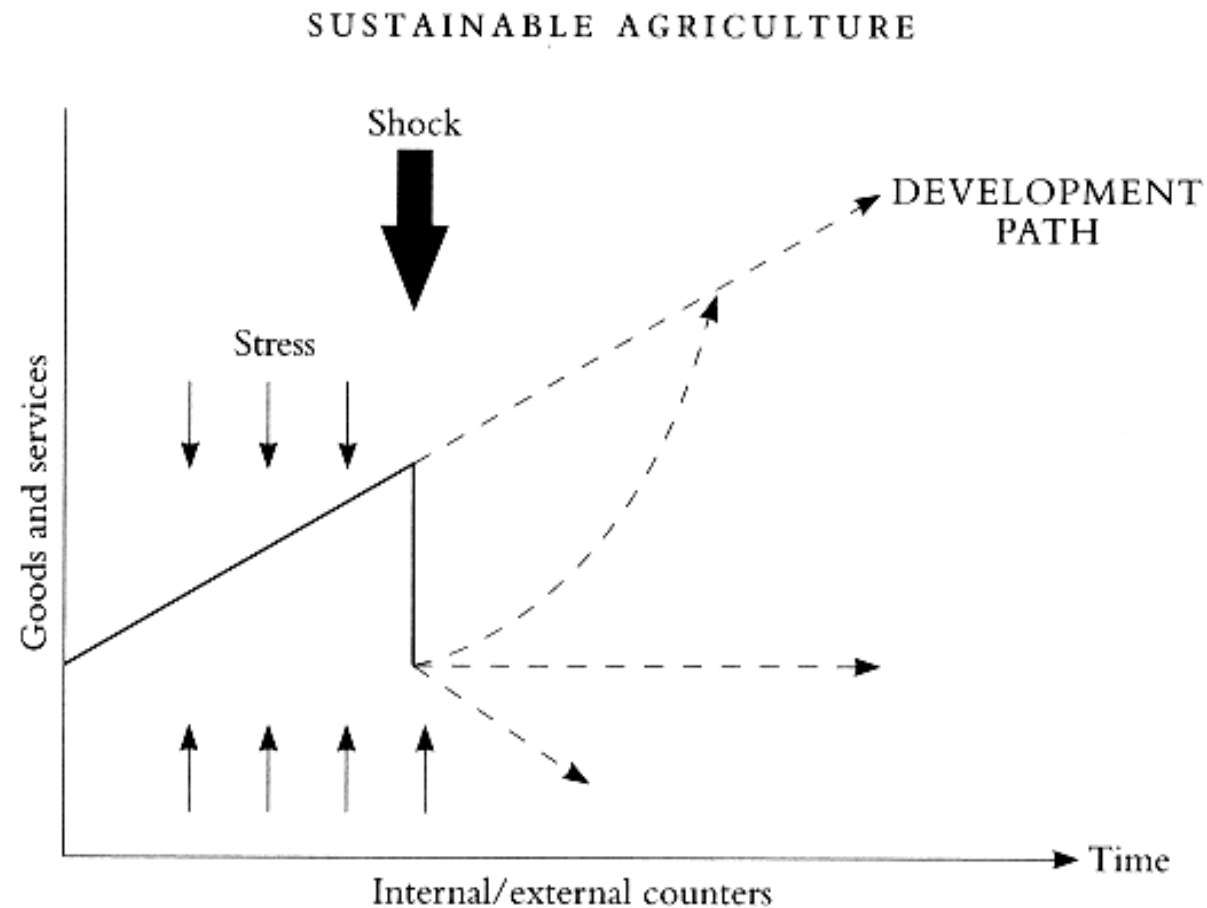 SUSTAINABLE AGRICULTURE
Shock
DEVELOPMENT
PATH
Stress
Goods and services
Time
Internal/external counters